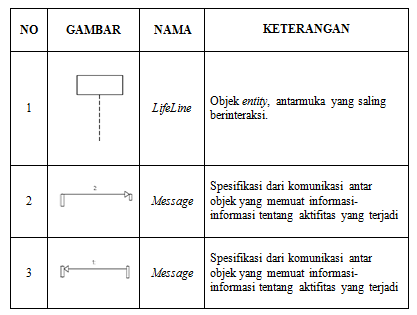 NO GAMBAR NAMA KETERANGAN
1 LifeLine Objek entity, antarmuka yang saling
berinteraksi.
2 Message Spesifikasi dari komunikasi antar
objek yang memuat informasi-
informasi tentang aktifitas yang terjadi
3 Message Spesifikasi dari komunikasi antar
objek yang memuat informasi-
informasi tentang aktifitas yang terjadi